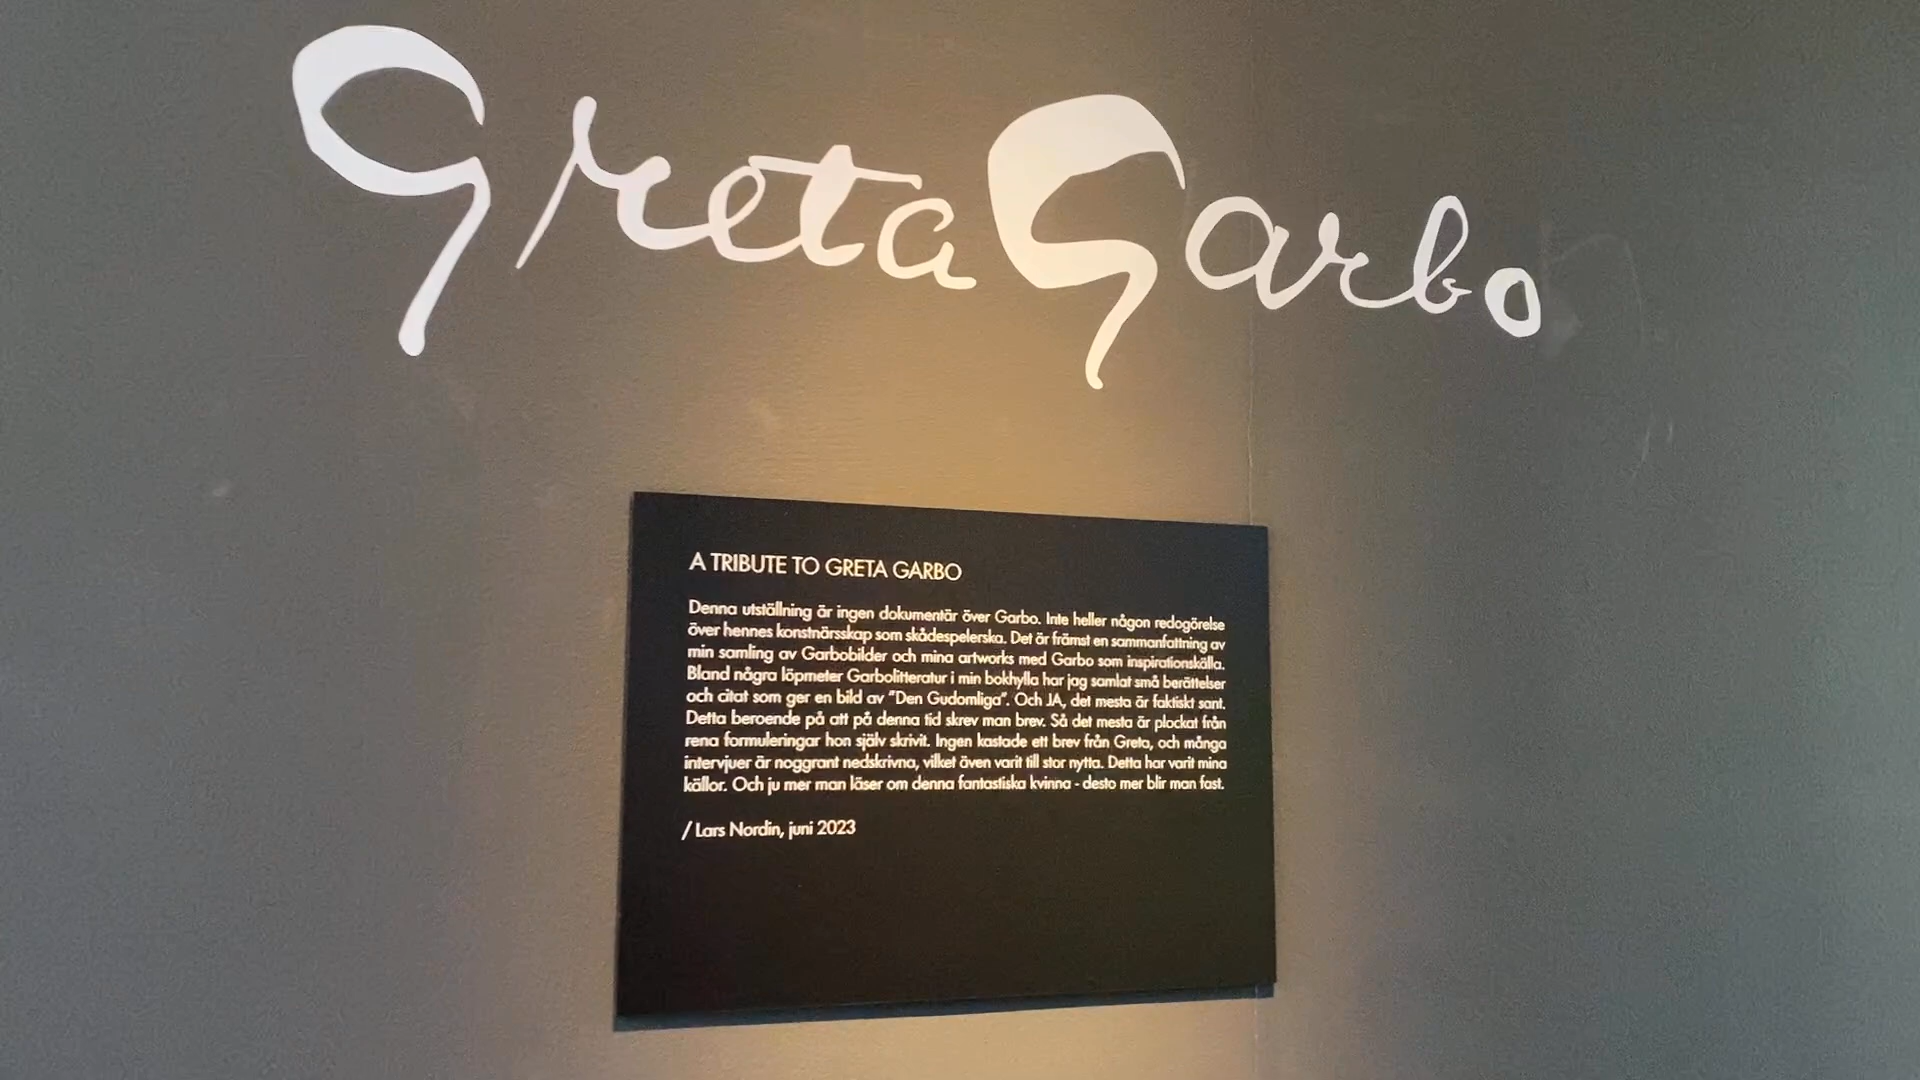 Greta Garbo
A TRIBUTE TO GRETA GARBO
Denna utställning är ingen dokumentär över Garbo. Inte heller någon redogörelse
över hennes konstnärsskap som skådespelerska. Det är främst en sammanfattning av
min samling av Garbobilder och mina artworks med Garbo som inspirationskälla.
Bland några löpmeter Garbolitteratur i min bokhylla har jag samlat små berättelser
och citat som ger en bild av ”Den Gudomliga”. Och JA, det mesta är faktiskt sant.
Detta beroende på att på denna tid skrev man brev. Så det mesta är plockat från
rena formuleringar hon själv skrivit. Ingen kastade ett brev från Greta, och många
intervjuer är noggrant nedskrivna, vilket även varit till stor nytta. Detta har varit mina
källor. Och ju mer man läser om denna fantastiska kvinna - desto mer blir man fast.
/ Lars Nordin, juni 2023